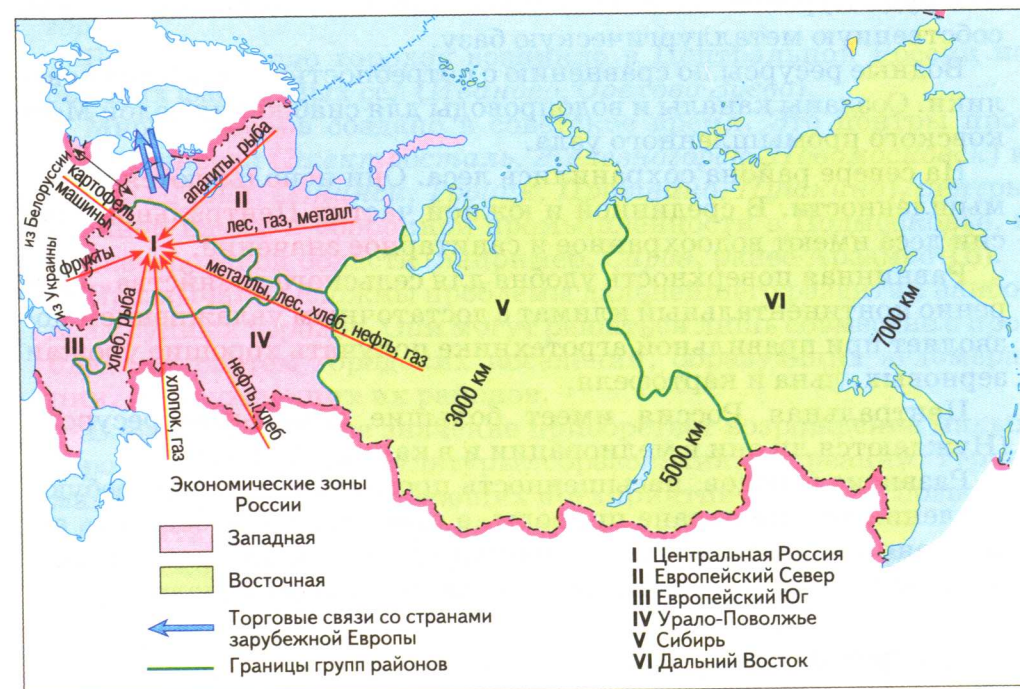 апатиты, рыба
из Белоруссии
картофель,
машины
II
лес, газ, металл
I
фрукты
из Украины
металлы, лес, хлеб, нефть, газ
V
VI
7000 км
III
хлеб, рыба
IV
нефть, хлеб
хлопок, газ
3000 км
5000 км
Экономические зоны
России
Западная
Восточная
Торговые связи со странами
зарубежной Европы
Границы групп районов
I Центральная Россия
II Европейский Север
III Европейский Юг
IV Урало-Поволжье
V Сибирь
VI Дальний Восток